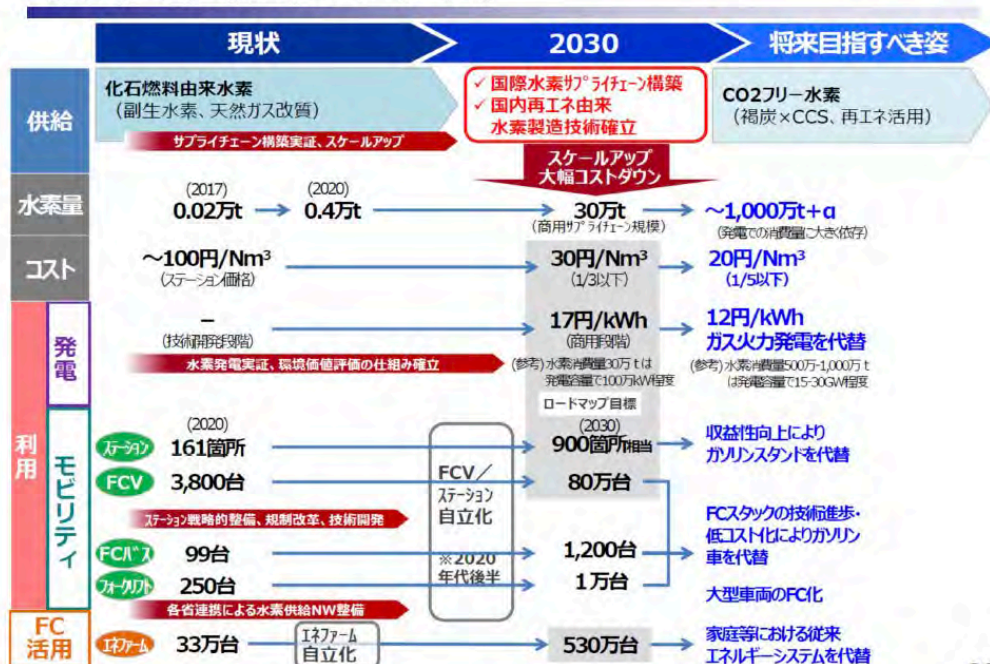 現状
2030
将来目指すべき姿
供給
化石燃料由来水素
（副生水素、天然ガス改質）
サプライチェーン構築実証、スケールアップ
✓ 国際水素サプライチェーン構築
✓ 国内再エネ由来
水素製造技術確立
CO2フリー水素
（褐炭×CCS、再エネ活用）
スケールアップ
大幅コストダウン
水素量
(2017)
0.02万t
(2020)
0.4万t
30万t
(商用サプライチェーン規模)
～1,000万t+α
(発電での消費量に大きく依存)
コスト
～100円/Nm³
(ステーション価格)
30円/Nm³
(1/3以下)
20円/Nm³
(1/5以下)
利用
発電
－
(技術開発段階)
17円/kWh
(商用段階)
12円/kWh
ガス火力発電を代替
水素発電実証、環境価値評価の仕組み確立
(参考)水素消費量30万tは
発電容量で100万kW程度
(参考)水素消費量500万-1,000万t
は発電容量で15-30GW程度
ロードマップ目標
モビリティ
ステーション
(2020)
161箇所
FCV／
ステーション
自立化
※2020
年代後半
(2030)
900箇所相当
収益性向上により
ガソリンスタンドを代替
FCV
3,800台
80万台
ステーション戦略的整備、規制改革、技術開発
FCバス
99台
1,200台
FCスタックの技術進歩・
低コスト化によりガソリン
車を代替
フォークリフト
250台
1万台
大型車両のFC化
各省連携による水素供給NW整備
FC
活用
エネファーム
33万台
エネファーム
自立化
530万台
家庭等における従来
エネルギーシステムを代替